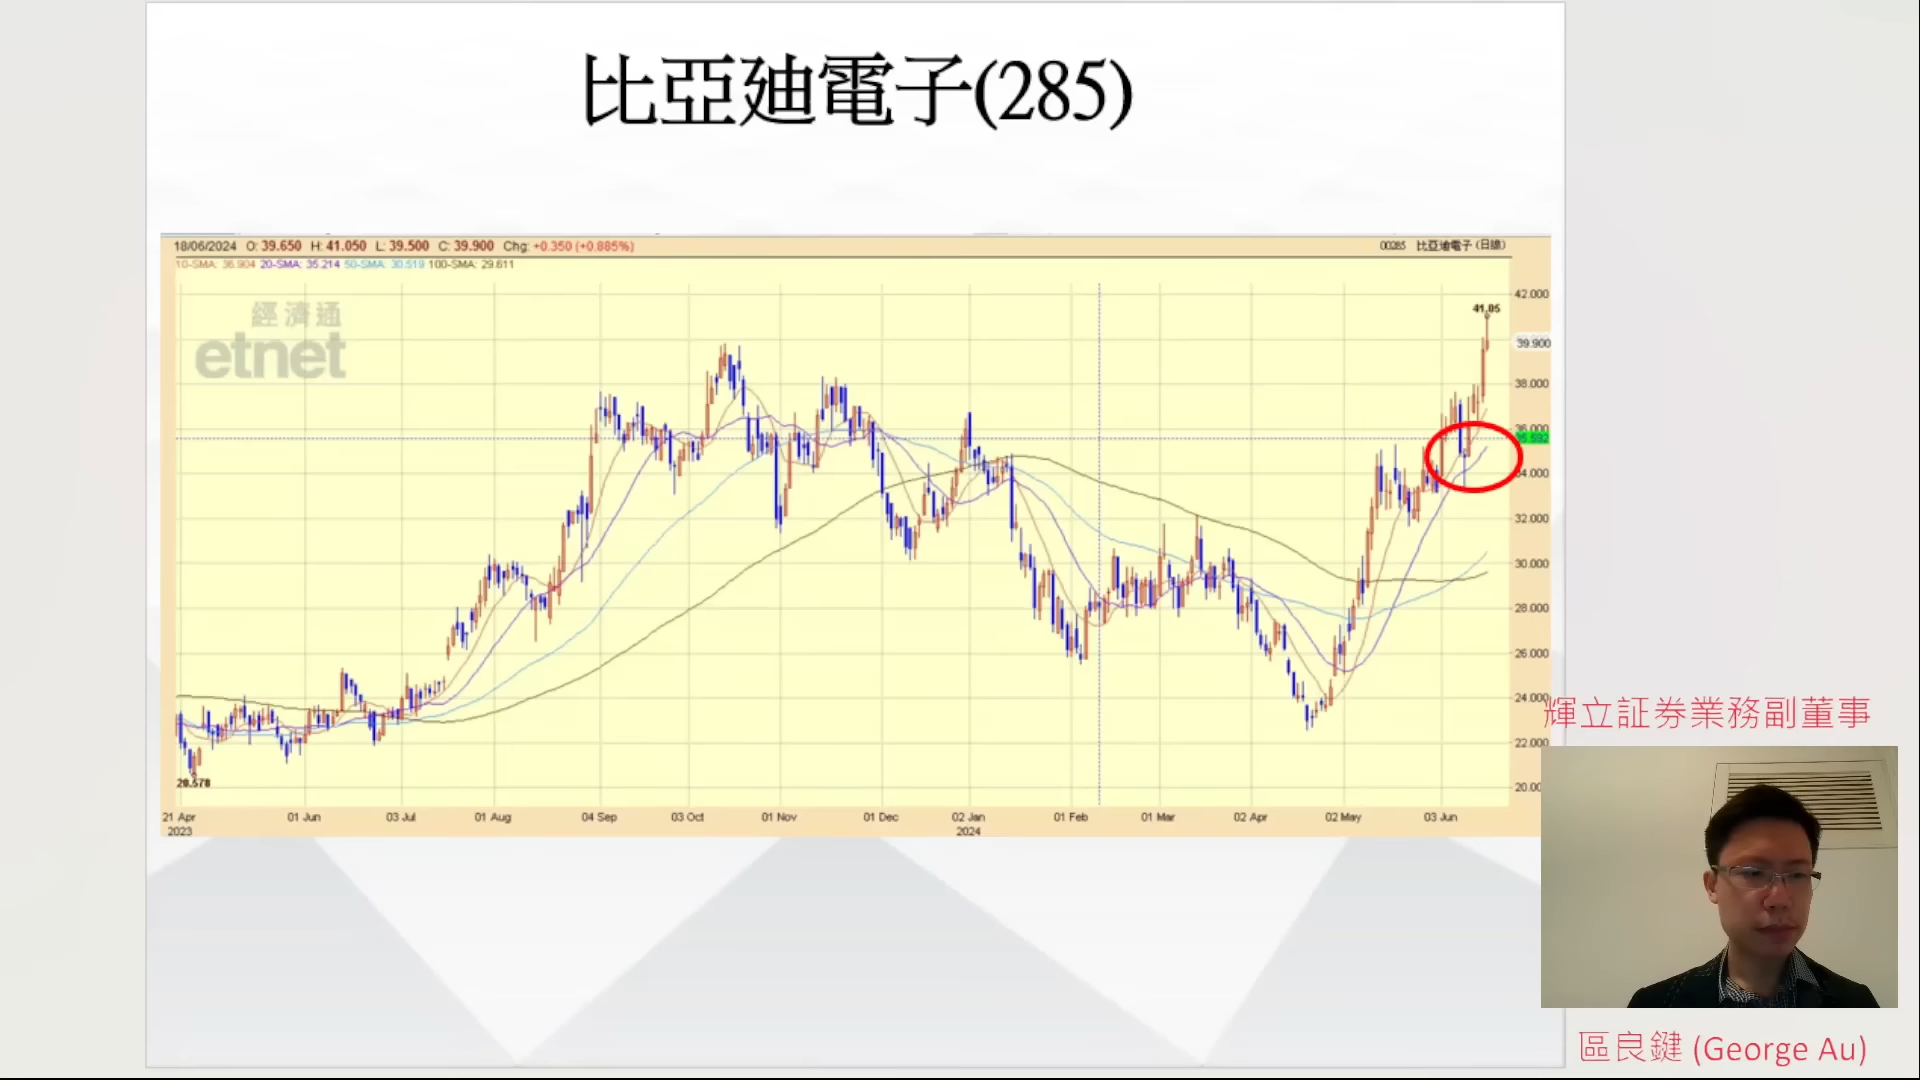 比亞廸電子(285)
18/06/2024 O: 39.650 H: 41.050 L: 39.500 C: 39.900 Chg: +0.350 (+0.885%)
00285 比亞廸電子 (日線)
10-SMA: 36.904 20-SMA: 35.214 50-SMA: 30.519 100-SMA: 29.611
經濟通
etnet
42.000
41.05
39.900
38.000
36.000
34.000
32.000
30.000
28.000
26.000
24.000
22.000
20.578
21 Apr 01 Jun 03 Jul 01 Aug 04 Sep 03 Oct 01 Nov 01 Dec 02 Jan 01 Feb 01 Mar 02 Apr 02 May 03 Jun
2023 2024
輝立証券業務副董事
區良鍵 (George Au)